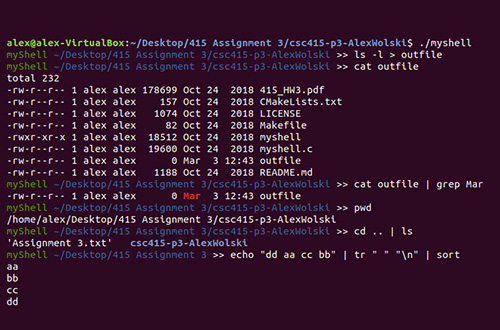 alex@alex-VirtualBox:~/Desktop/415 Assignment 3/csc415-p3-AlexWolski$ ./myshell
myShell ~/Desktop/415 Assignment 3/csc415-p3-AlexWolski >> ls -l > outfile
myShell ~/Desktop/415 Assignment 3/csc415-p3-AlexWolski >> cat outfile
total 232
-rw-r--r-- 1 alex alex 178699 Oct 24  2018 415_HW3.pdf
-rw-r--r-- 1 alex alex    157 Oct 24  2018 CMakeLists.txt
-rw-r--r-- 1 alex alex   1074 Oct 24  2018 LICENSE
-rw-r--r-- 1 alex alex     82 Oct 24  2018 Makefile
-rwxr-xr-x 1 alex alex  18512 Oct 24  2018 myshell
-rw-r--r-- 1 alex alex  19600 Oct 24  2018 myshell.c
-rw-r--r-- 1 alex alex      0 Mar  3 12:43 outfile
-rw-r--r-- 1 alex alex   1188 Oct 24  2018 README.md
myShell ~/Desktop/415 Assignment 3/csc415-p3-AlexWolski >> cat outfile | grep Mar
-rw-r--r-- 1 alex alex      0 Mar  3 12:43 outfile
myShell ~/Desktop/415 Assignment 3/csc415-p3-AlexWolski >> pwd
/home/alex/Desktop/415 Assignment 3/csc415-p3-AlexWolski
myShell ~/Desktop/415 Assignment 3/csc415-p3-AlexWolski >> cd .. | ls
'Assignment 3.txt'   csc415-p3-AlexWolski
myShell ~/Desktop/415 Assignment 3 >> echo "dd aa cc bb" | tr " " "\n" | sort
aa
bb
cc
dd